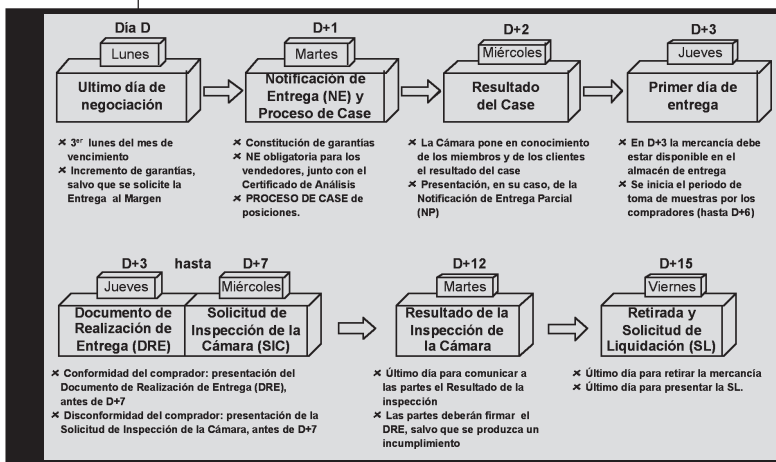 Día D
Lunes
Ultimo día de
negociación
✗ 3er lunes del mes de
vencimiento
✗ Incremento de garantías,
salvo que se solicite la
Entrega al Margen
D+1
Martes
Notificación de
Entrega (NE) y
Proceso de Case
✗ Constitución de garantías
✗ NE obligatoria para los
vendedores, junto con el
Certificado de Análisis
✗ PROCESO DE CASE de
posiciones.
D+2
Miércoles
Resultado
del Case
✗ La Cámara pone en conocimiento
de los miembros y de los clientes
el resultado del case
✗ Presentación, en su caso, de la
Notificación de Entrega Parcial
(NP)
D+3
Jueves
Primer día de
entrega
✗ En D+3 la mercancía debe
estar disponible en el
almacén de entrega
✗ Se inicia el periodo de
toma de muestras por los
compradores (hasta D+6)
D+3 hasta D+7
Jueves
Documento de
Realización de
Entrega (DRE)
Miércoles
Solicitud de
Inspección de la
Cámara (SIC)
✗ Conformidad del comprador: presentación del
Documento de Realización de Entrega (DRE),
antes de D+7
✗ Disconformidad del comprador: presentación de la
Solicitud de Inspección de la Cámara, antes de D+7
D+12
Martes
Resultado de la
Inspección de
la Cámara
✗ Último día para comunicar a
las partes el Resultado de la
inspección
✗ Las partes deberán firmar el
DRE, salvo que se produzca un
incumplimiento
D+15
Viernes
Retirada y
Solicitud de
Liquidación (SL)
✗ Último día para retirar la mercancía
✗ Último día para presentar la SL.